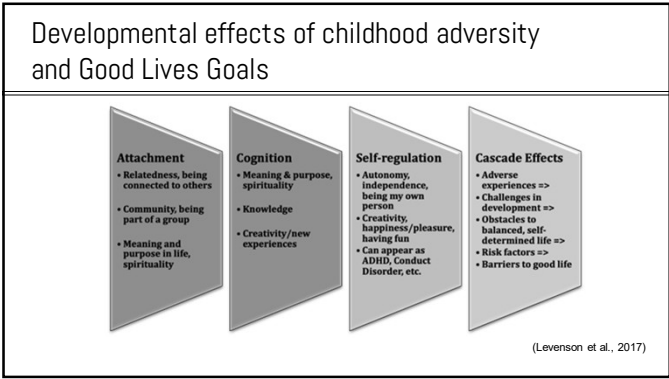 Developmental effects of childhood adversity
and Good Lives Goals
Attachment
• Relatedness, being
connected to others
• Community, being
part of a group
• Meaning and
purpose in life,
spirituality
Cognition
• Meaning & purpose,
spirituality
• Knowledge
• Creativity/new
experiences
Self-regulation
• Autonomy,
independence,
being my own
person
• Creativity,
happiness/pleasure,
having fun
• Can appear as
ADHD, Conduct
Disorder, etc.
Cascade Effects
• Adverse
experiences =>
• Challenges in
development =>
• Obstacles to
balanced, self-
determined life =>
• Risk factors =>
• Barriers to good life
(Levenson et al., 2017)